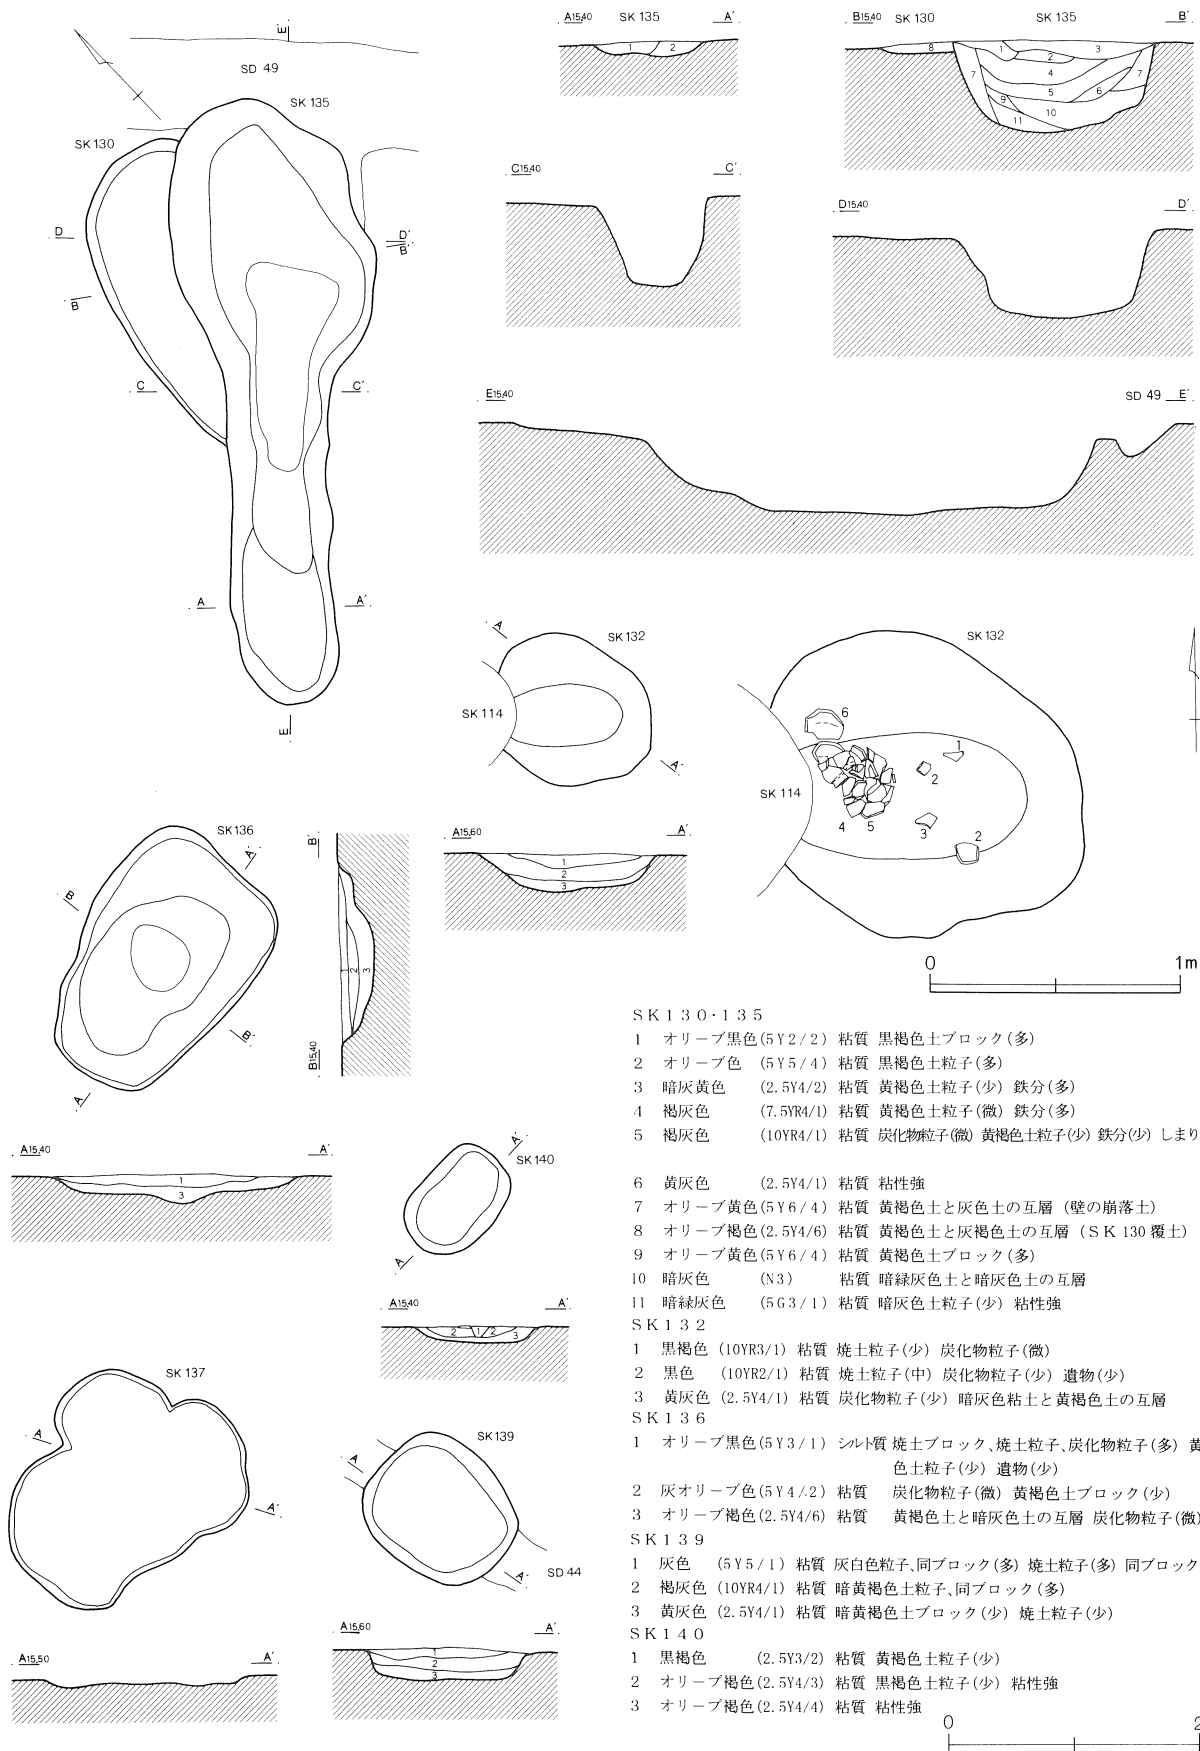 SD 49
SK 135
SK 130
D
D´
B´
B
C
C´
A
A´
E
E´
A15,40 SK 135 A´
1 2
B15,40 SK 130 SK 135 B´
8 1 2 3
7 4 7
5 6
9 10
11
C15,40 C´
D15,40 D´
E15,40 SD 49 E´
SK 132
SK 114
A
A´
A15,60 A´
1
2
3
SK 132
SK 114
6
1
2
3
4 5
2
0 1m
SK 136
A´
B
B´
A
B´
1 2 3
B15,40
A15,40 A´
1
3
SK 140
A´
A
A15,40 A´
2 1 2 3
SK 137
A
A´
A15,50 A´
SK 139
A
A´
SD 44
A15,60 A´
1
2
3
SK130・135
1 オリーブ黒色(5Y2/2) 粘質 黒褐色土ブロック(多)
2 オリーブ色 (5Y5/4) 粘質 黒褐色土粒子(多)
3 暗灰黄色 (2.5Y4/2) 粘質 黄褐色土粒子(少) 鉄分(多)
4 褐灰色 (7.5YR4/1) 粘質 黄褐色土粒子(微) 鉄分(多)
5 褐灰色 (10YR4/1) 粘質 炭化物粒子(微) 黄褐色土粒子(少) 鉄分(少) しまり
6 黄灰色 (2.5Y4/1) 粘質 粘性強
7 オリーブ黄色(5Y6/4) 粘質 黄褐色土と灰色土の互層 (壁の崩落土)
8 オリーブ褐色(2.5Y4/6) 粘質 黄褐色土と灰褐色土の互層 (SK130覆土)
9 オリーブ黄色(5Y6/4) 粘質 黄褐色土ブロック(多)
10 暗灰色 (N3) 粘質 暗緑灰色土と暗灰色土の互層
11 暗緑灰色 (5G3/1) 粘質 暗灰色土粒子(少) 粘性強
SK132
1 黒褐色 (10YR3/1) 粘質 焼土粒子(少) 炭化物粒子(微)
2 黒色 (10YR2/1) 粘質 焼土粒子(中) 炭化物粒子(少) 遺物(少)
3 黄灰色 (2.5Y4/1) 粘質 炭化物粒子(少) 暗灰色粘土と黄褐色土の互層
SK136
1 オリーブ黒色(5Y3/1) シルト質 焼土ブロック、焼土粒子、炭化物粒子(多) 黄
色土粒子(少) 遺物(少)
2 灰オリーブ色(5Y4/2) 粘質 炭化物粒子(微) 黄褐色土ブロック(少)
3 オリーブ褐色(2.5Y4/6) 粘質 黄褐色土と暗灰色土の互層 炭化物粒子(微)
SK139
1 灰色 (5Y5/1) 粘質 灰白色粒子、同ブロック(多) 焼土粒子(多) 同ブロック
2 褐灰色 (10YR4/1) 粘質 暗黄褐色土粒子、同ブロック(多)
3 黄灰色 (2.5Y4/1) 粘質 暗黄褐色土ブロック(少) 焼土粒子(少)
SK140
1 黒褐色 (2.5Y3/2) 粘質 黄褐色土粒子(少)
2 オリーブ褐色(2.5Y4/3) 粘質 黒褐色土粒子(少) 粘性強
3 オリーブ褐色(2.5Y4/4) 粘質 粘性強
0 2